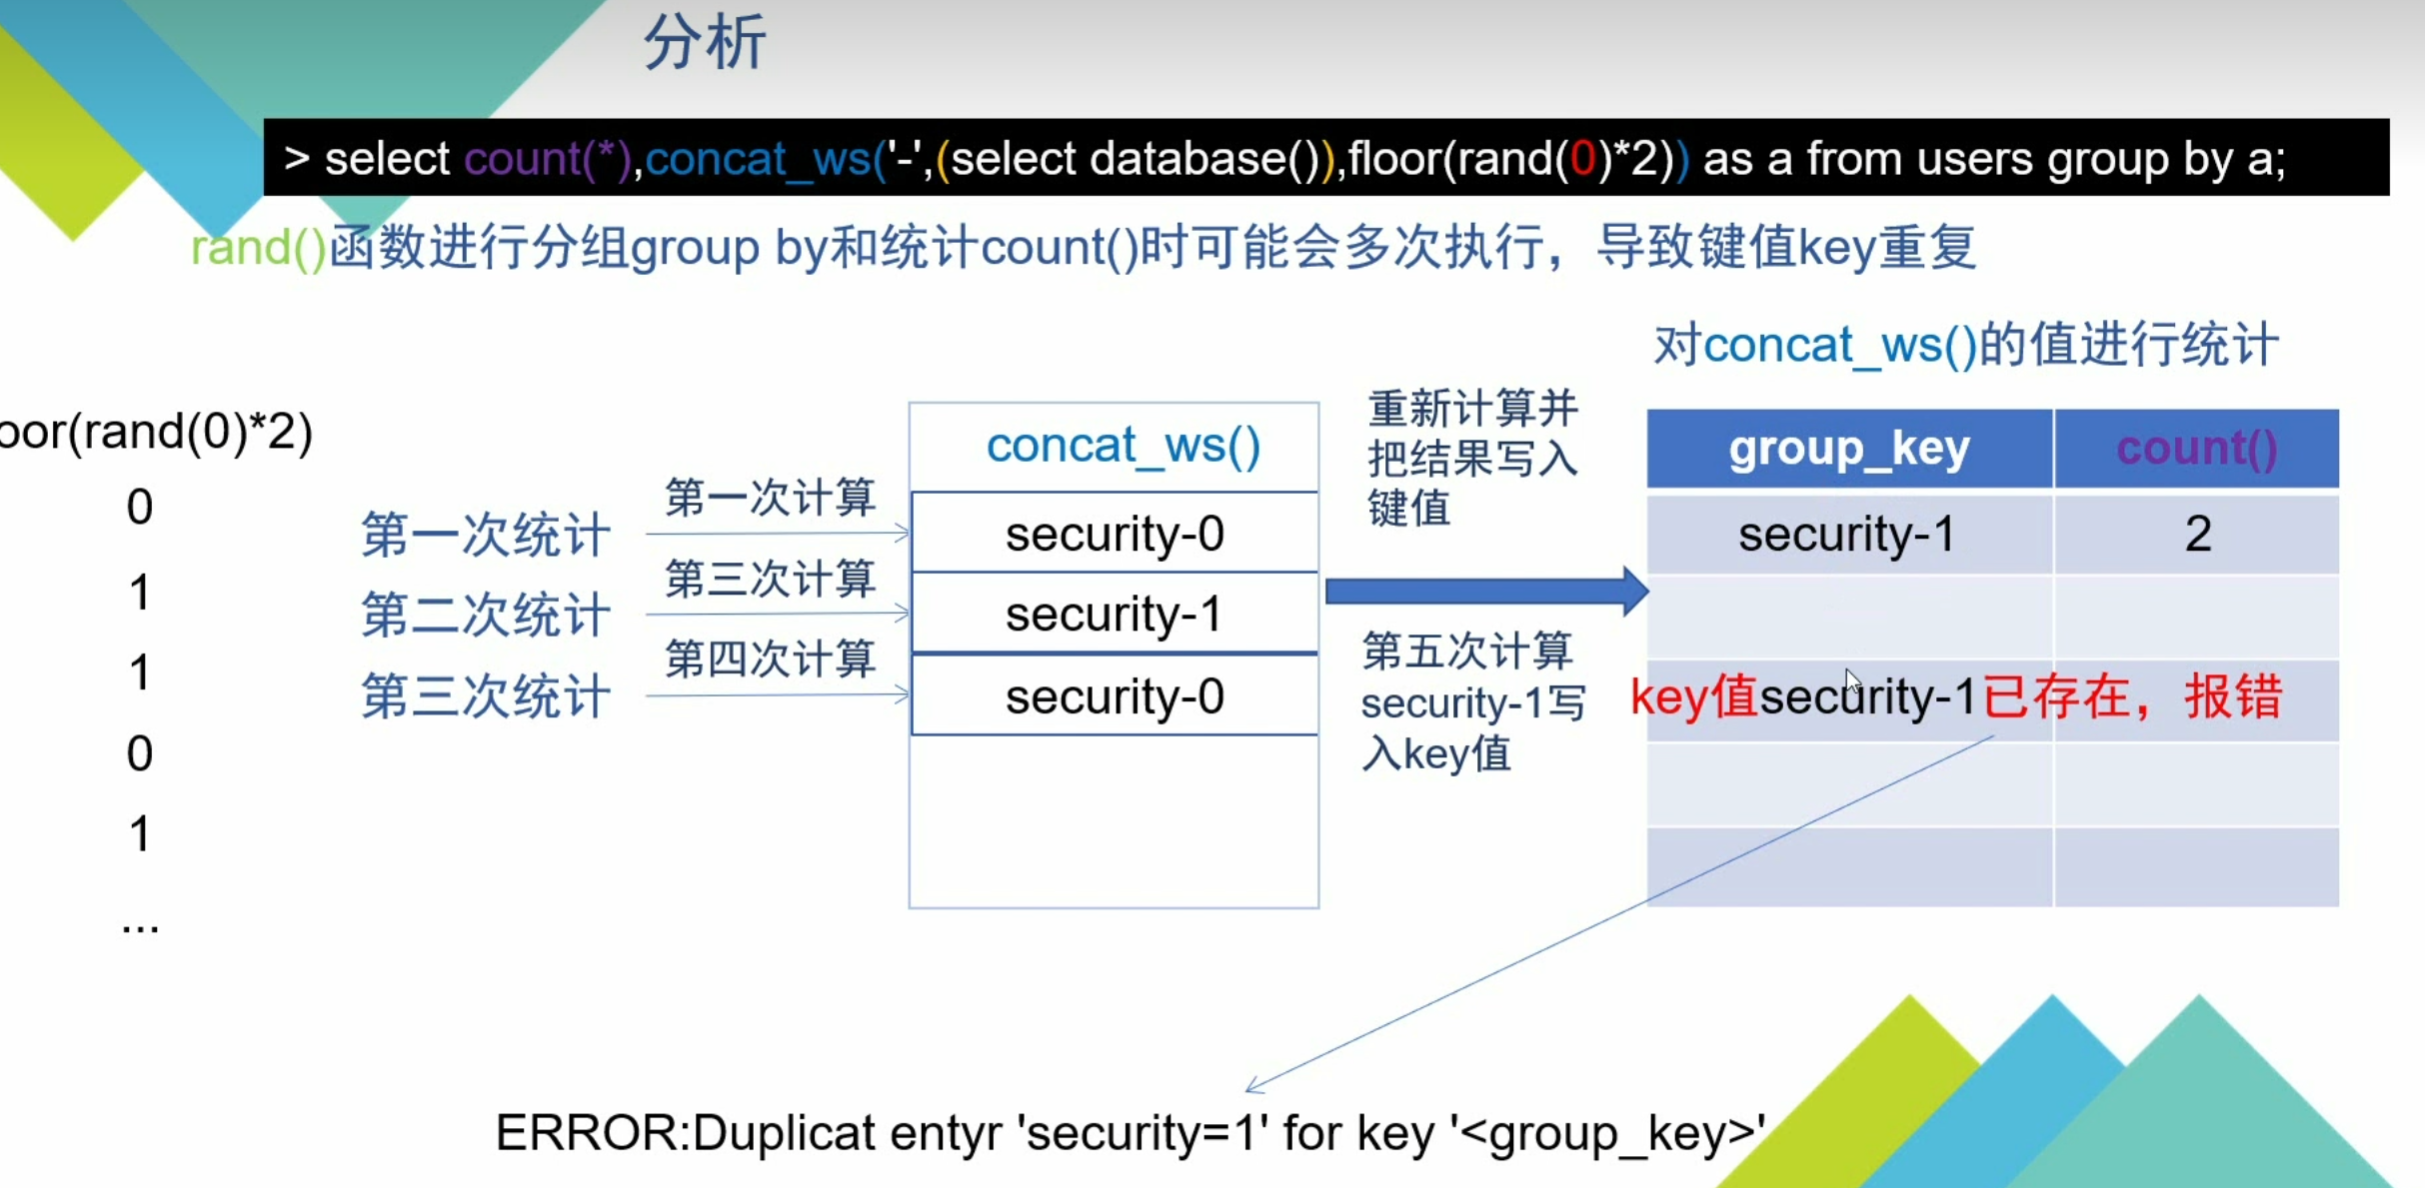 分析
> select count(*),concat_ws('-',(select database()),floor(rand(0)*2)) as a from users group by a;
rand()函数进行分组group by和统计count()时可能会多次执行，导致键值key重复
对concat_ws()的值进行统计
oor(rand(0)*2)
0
1
1
0
1
...
第一次统计
第二次统计
第三次统计
第一次计算
第三次计算
第四次计算
concat_ws()
security-0
security-1
security-0
重新计算并
把结果写入
键值
第五次计算
security-1写
入key值
group_key count()
security-1 2
key值security-1已存在，报错
ERROR:Duplicat entyr 'security=1' for key '<group_key>'